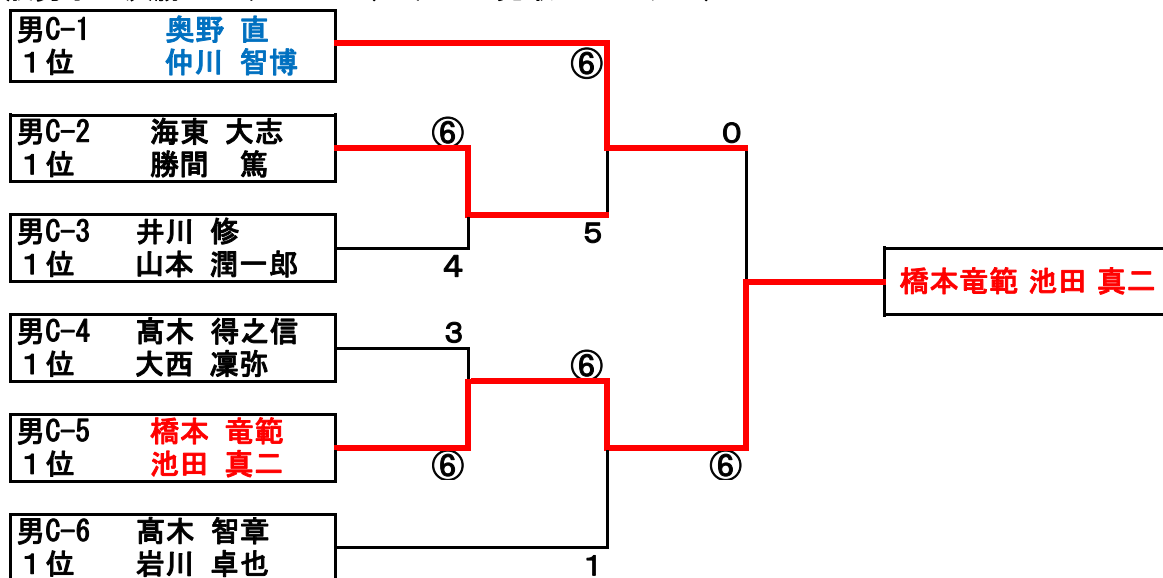 男C-1 奥野 直
１位 仲川 智博
⑥
男C-2 海東 大志
１位 勝間 篤
⑥
0
男C-3 井川 修
１位 山本 潤一郎
5
4
橋本竜範 池田 真二
男C-4 髙木 得之信
１位 大西 凜弥
3
⑥
男C-5 橋本 竜範
１位 池田 真二
⑥
⑥
男C-6 髙木 智章
１位 岩川 卓也
1